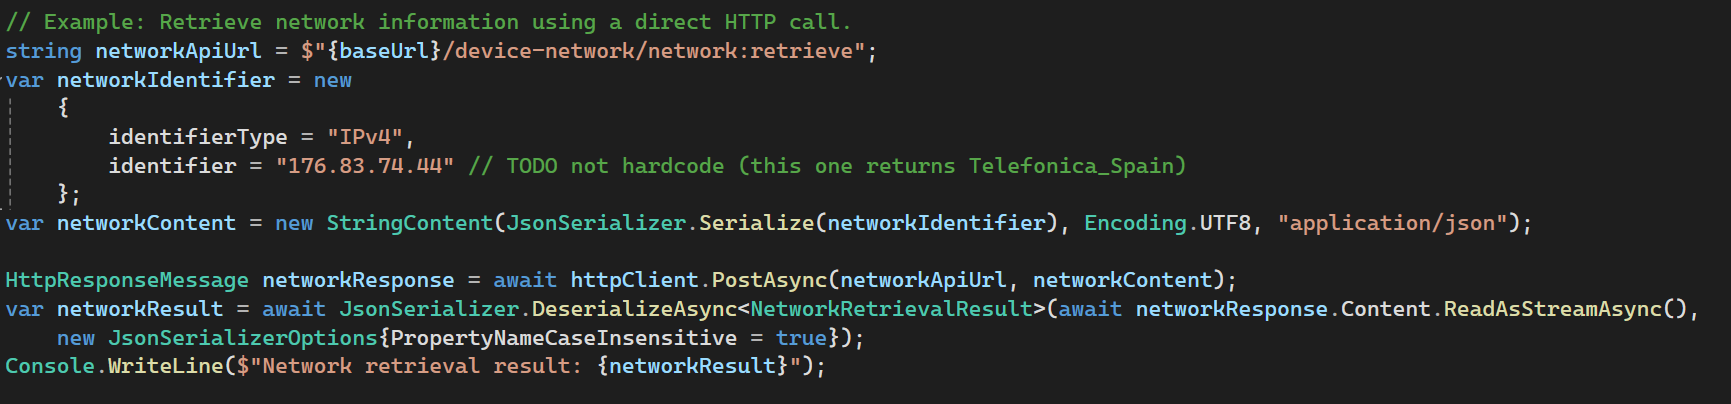 // Example: Retrieve network information using a direct HTTP call.
string networkApiUrl = $"{baseUrl}/device-network/network:retrieve";
var networkIdentifier = new
    {
        identifierType = "IPv4",
        identifier = "176.83.74.44" // TODO not hardcode (this one returns Telefonica_Spain)
    };
var networkContent = new StringContent(JsonSerializer.Serialize(networkIdentifier), Encoding.UTF8, "application/json");

HttpResponseMessage networkResponse = await httpClient.PostAsync(networkApiUrl, networkContent);
var networkResult = await JsonSerializer.DeserializeAsync<NetworkRetrievalResult>(await networkResponse.Content.ReadAsStreamAsync(),
    new JsonSerializerOptions{PropertyNameCaseInsensitive = true});
Console.WriteLine($"Network retrieval result: {networkResult}");